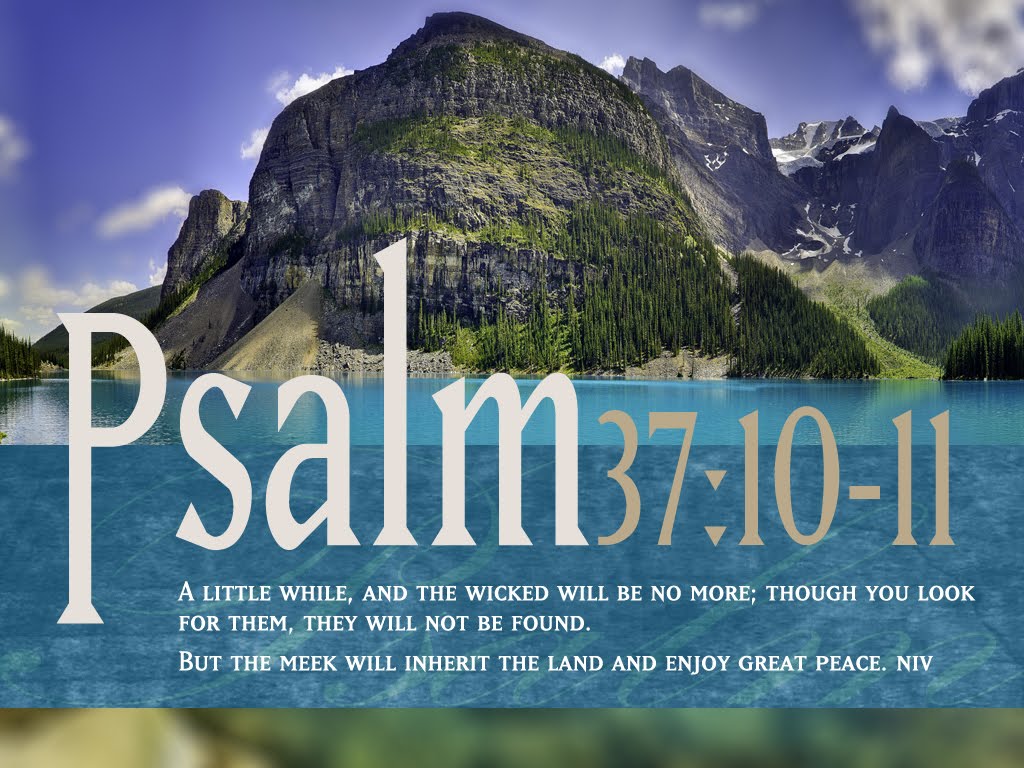 Psalm 37:10-11
A little while, and the wicked will be no more; though you look
for them, they will not be found.
But the meek will inherit the land and enjoy great peace. niv